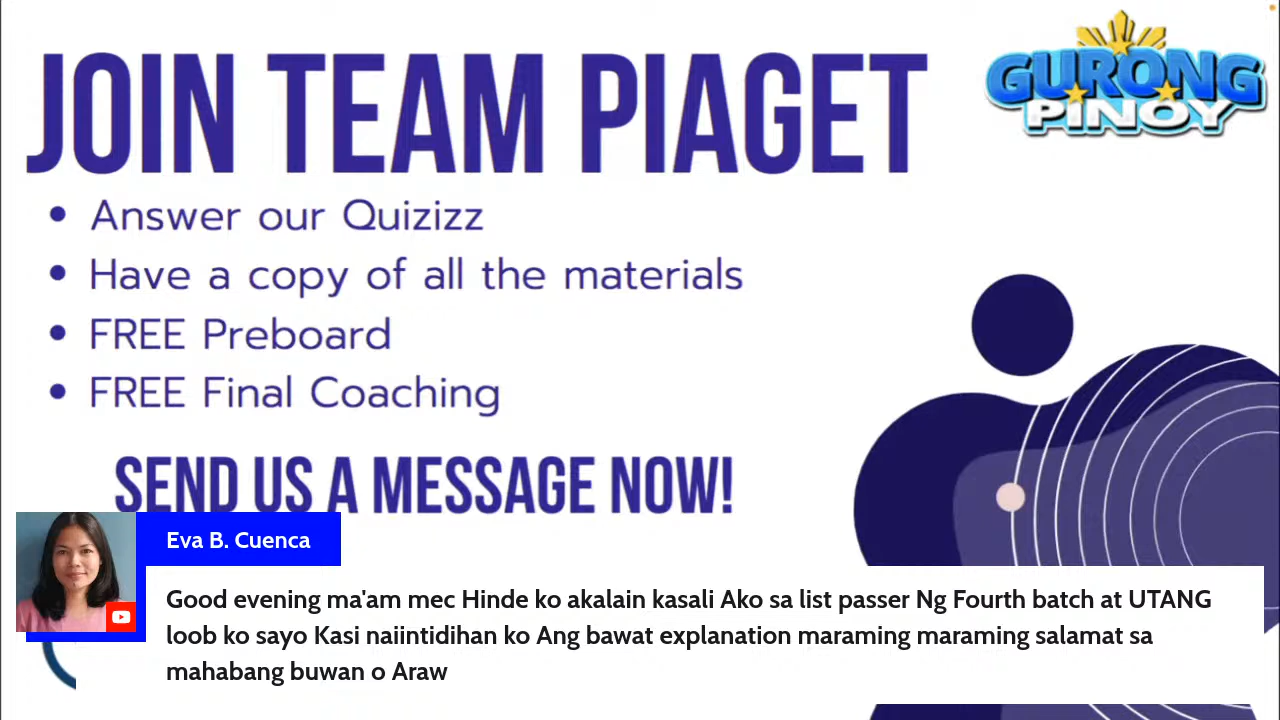 JOIN TEAM PIAGET
GURONG
PINOY
• Answer our Quizizz
• Have a copy of all the materials
• FREE Preboard
• FREE Final Coaching
SEND US A MESSAGE NOW!
Eva B. Cuenca
Good evening ma'am mec Hinde ko akalain kasali Ako sa list passer Ng Fourth batch at UTANG
loob ko sayo Kasi naiintidihan ko Ang bawat explanation maraming maraming salamat sa
mahabang buwan o Araw